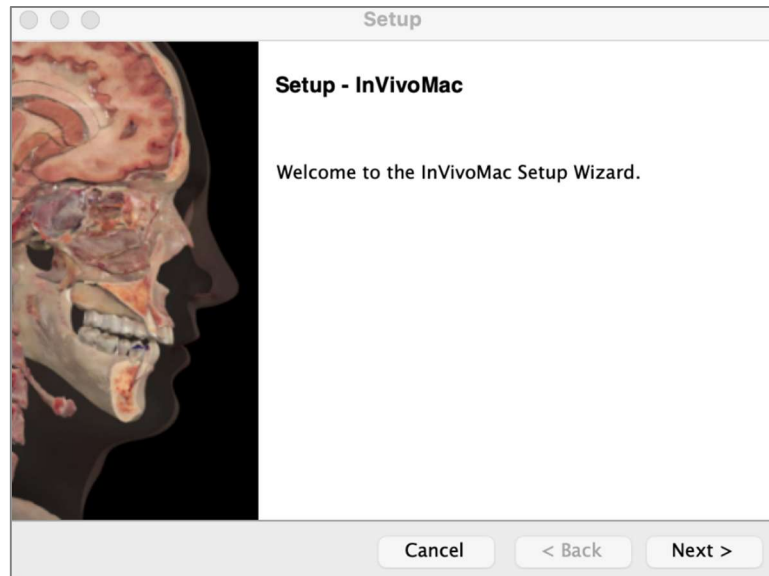 Setup
Setup - InVivoMac
Welcome to the InVivoMac Setup Wizard.
Cancel
< Back
Next >